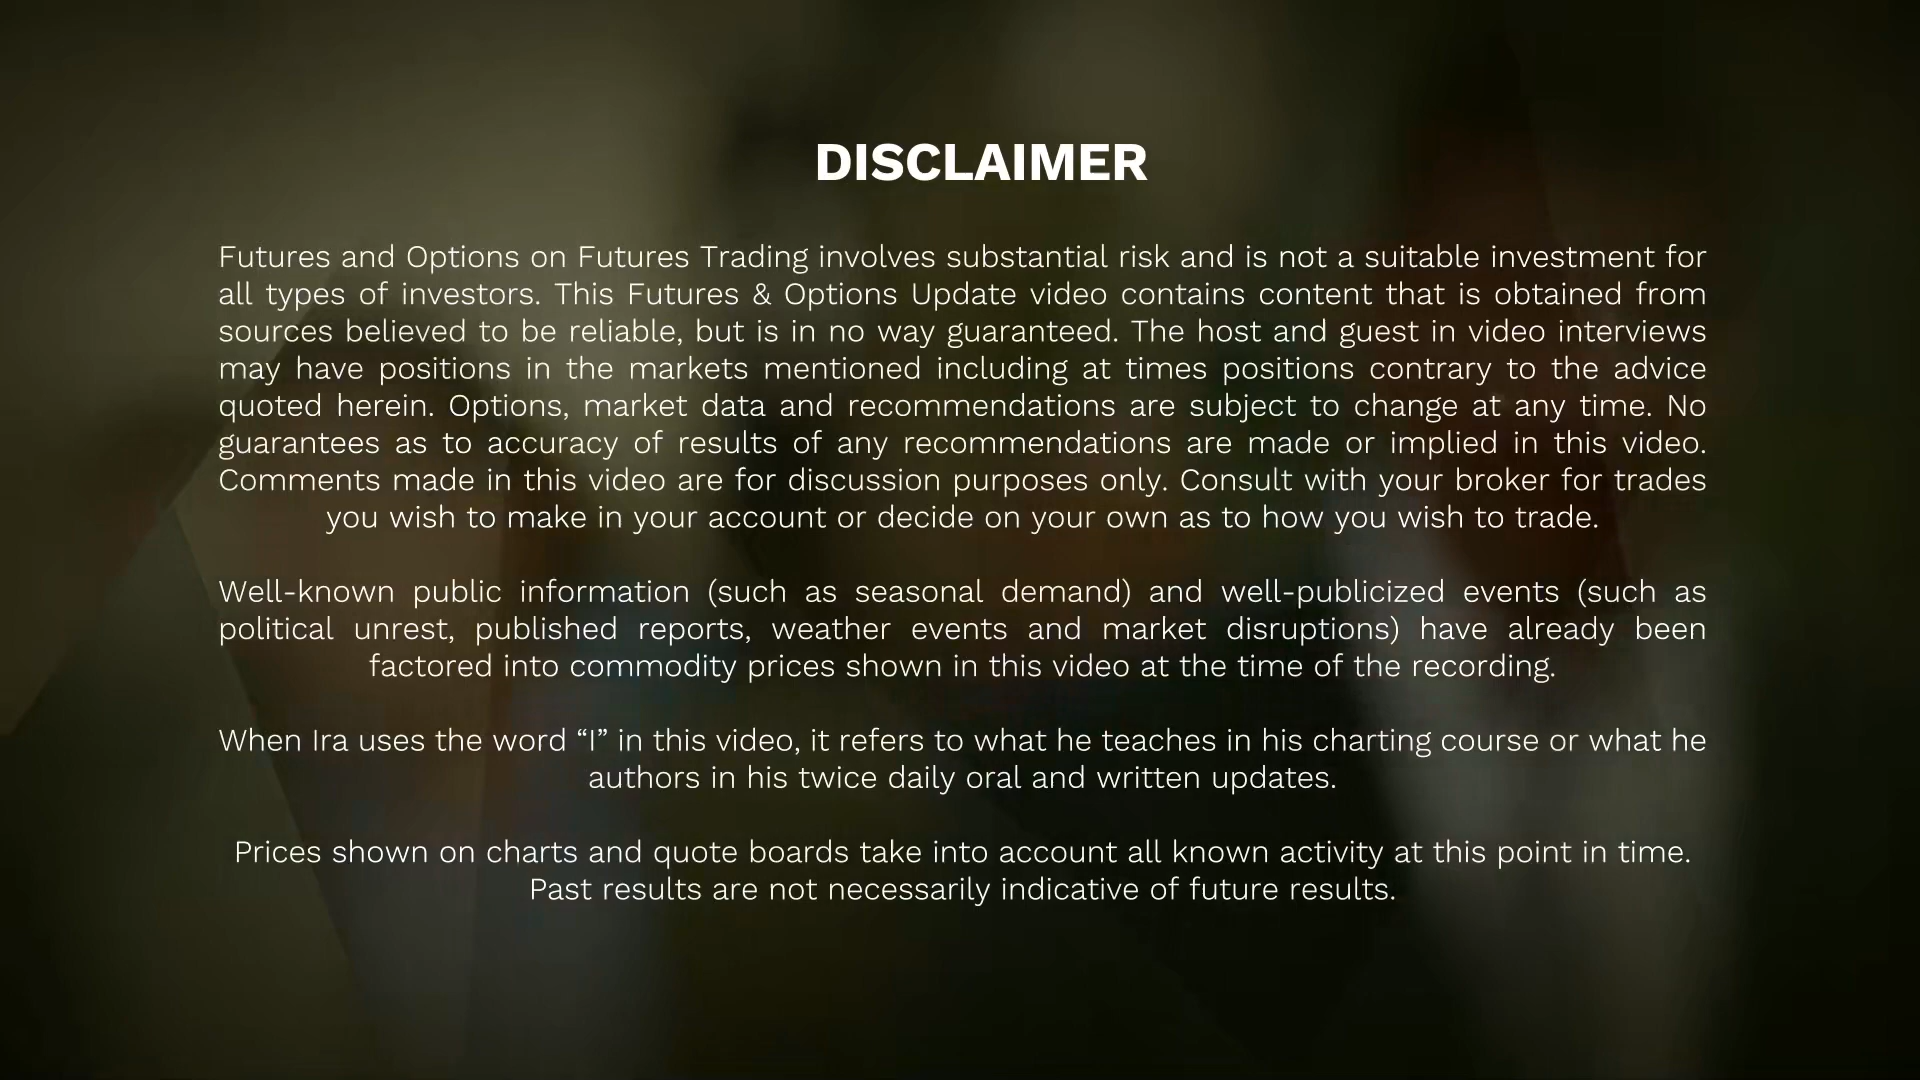 DISCLAIMER
Futures and Options on Futures Trading involves substantial risk and is not a suitable investment for
all types of investors. This Futures & Options Update video contains content that is obtained from
sources believed to be reliable, but is in no way guaranteed. The host and guest in video interviews
may have positions in the markets mentioned including at times positions contrary to the advice
quoted herein. Options, market data and recommendations are subject to change at any time. No
guarantees as to accuracy of results of any recommendations are made or implied in this video.
Comments made in this video are for discussion purposes only. Consult with your broker for trades
you wish to make in your account or decide on your own as to how you wish to trade.
Well-known public information (such as seasonal demand) and well-publicized events (such as
political unrest, published reports, weather events and market disruptions) have already been
factored into commodity prices shown in this video at the time of the recording.
When Ira uses the word “I” in this video, it refers to what he teaches in his charting course or what he
authors in his twice daily oral and written updates.
Prices shown on charts and quote boards take into account all known activity at this point in time.
Past results are not necessarily indicative of future results.